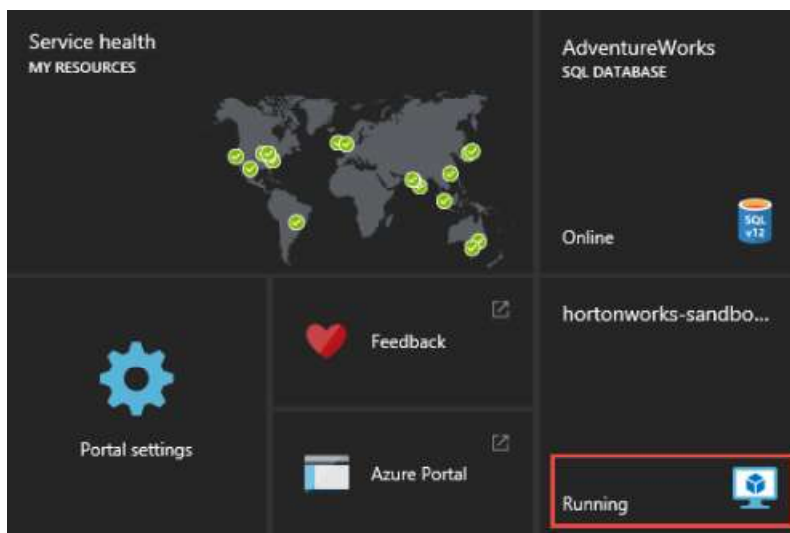 Service health
MY RESOURCES
AdventureWorks
SQL DATABASE
Online
SQL
v12
Portal settings
Feedback
Azure Portal
hortonworks-sandbo...
Running